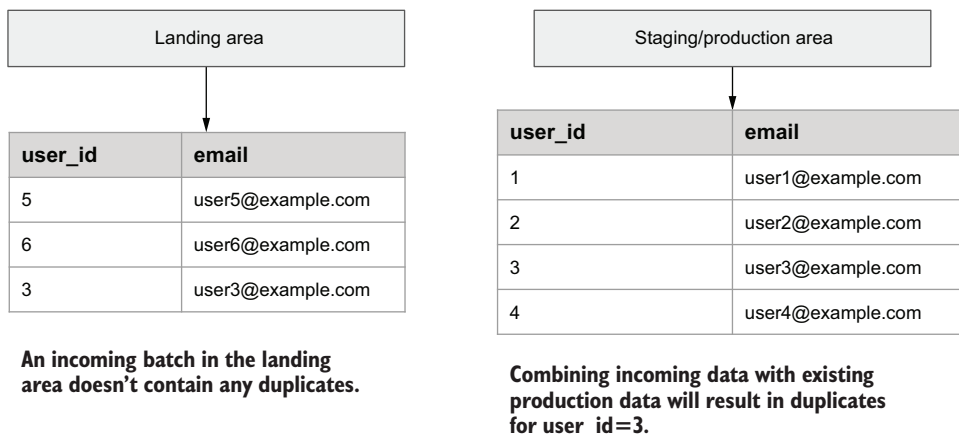 Landing area
user_id email
5 user5@example.com
6 user6@example.com
3 user3@example.com
An incoming batch in the landing
area doesn't contain any duplicates.
Staging/production area
user_id email
1 user1@example.com
2 user2@example.com
3 user3@example.com
4 user4@example.com
Combining incoming data with existing
production data will result in duplicates
for user_id=3.